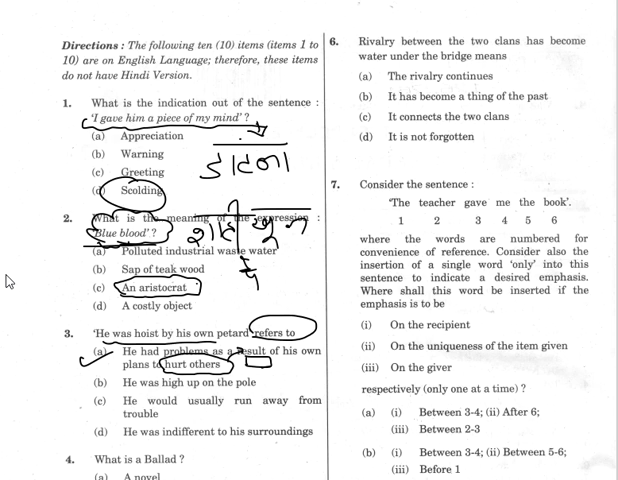 Directions : The following ten (10) items (items 1 to
10) are on English Language; therefore, these items
do not have Hindi Version.
1. What is the indication out of the sentence :
'I gave him a piece of my mind' ?
(a) Appreciation
(b) Warning
(c) Greeting
(d) Scolding
डाटना
2. What is the meaning of the expression :
'Blue blood' ?
शाही खून
(a) Polluted industrial waste water
(b) Sap of teak wood
(c) An aristocrat
(d) A costly object
3. 'He was hoist by his own petard' refers to
(a) He had problems as a result of his own
plans to hurt others
(b) He was high up on the pole
(c) He would usually run away from
trouble
(d) He was indifferent to his surroundings
4. What is a Ballad ?
(a) A novel
6. Rivalry between the two clans has become
water under the bridge means
(a) The rivalry continues
(b) It has become a thing of the past
(c) It connects the two clans
(d) It is not forgotten
7. Consider the sentence :
'The teacher gave me the book'.
1 2 3 4 5 6
where the words are numbered for
convenience of reference. Consider also the
insertion of a single word 'only' into this
sentence to indicate a desired emphasis.
Where shall this word be inserted if the
emphasis is to be
(i) On the recipient
(ii) On the uniqueness of the item given
(iii) On the giver
respectively (only one at a time) ?
(a) (i) Between 3-4; (ii) After 6;
(iii) Between 2-3
(b) (i) Between 3-4; (ii) Between 5-6;
(iii) Before 1